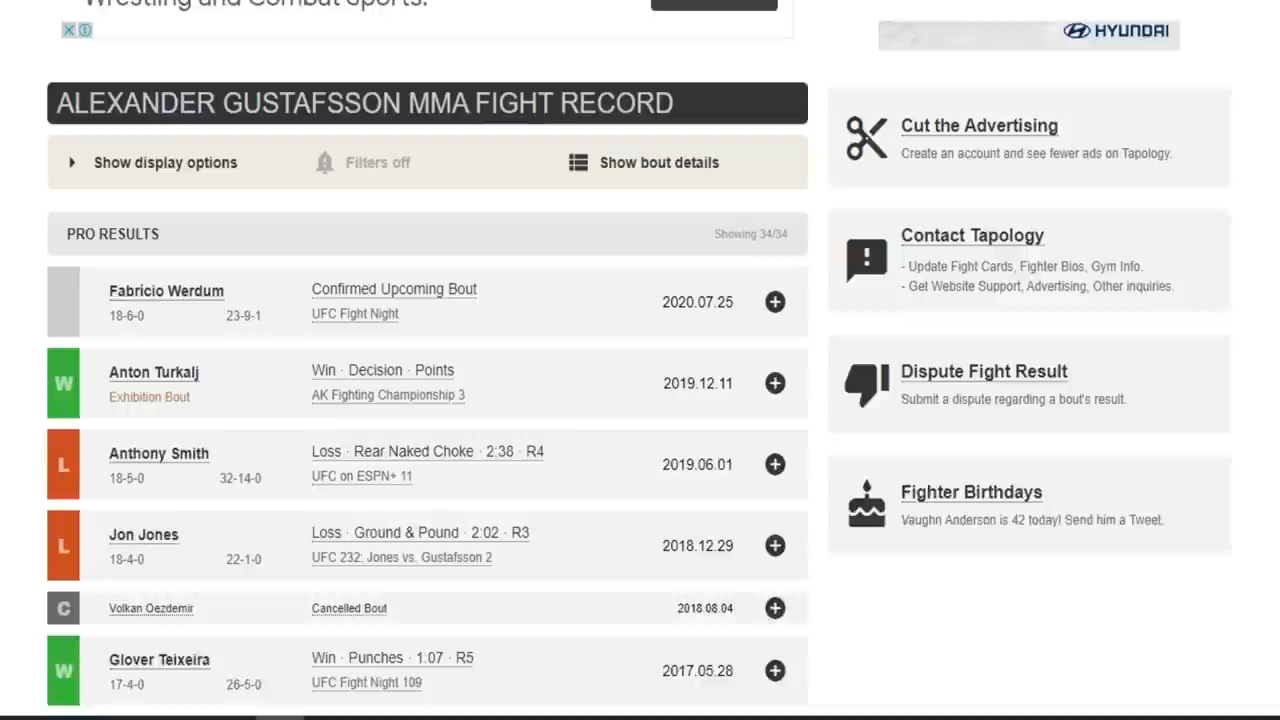 Wrestling and Combat Sports.
HYUNDAI
ALEXANDER GUSTAFSSON MMA FIGHT RECORD
Show display options
Filters off
Show bout details
PRO RESULTS
Showing 34/34
Fabricio Werdum
Confirmed Upcoming Bout
2020.07.25
18-6-0
23-9-1
UFC Fight Night
W
Anton Turkalj
Win · Decision · Points
2019.12.11
Exhibition Bout
AK Fighting Championship 3
L
Anthony Smith
Loss · Rear Naked Choke · 2:38 · R4
2019.06.01
18-5-0
32-14-0
UFC on ESPN+ 11
L
Jon Jones
Loss · Ground & Pound · 2:02 · R3
2018.12.29
18-4-0
22-1-0
UFC 232: Jones vs. Gustafsson 2
C
Volkan Oezdemir
Cancelled Bout
2018.08.04
W
Glover Teixeira
Win · Punches · 1:07 · R5
2017.05.28
17-4-0
26-5-0
UFC Fight Night 109
Cut the Advertising
Create an account and see fewer ads on Tapology.
Contact Tapology
- Update Fight Cards, Fighter Bios, Gym Info.
- Get Website Support, Advertising, Other inquiries.
Dispute Fight Result
Submit a dispute regarding a bout's result.
Fighter Birthdays
Vaughn Anderson is 42 today! Send him a Tweet.